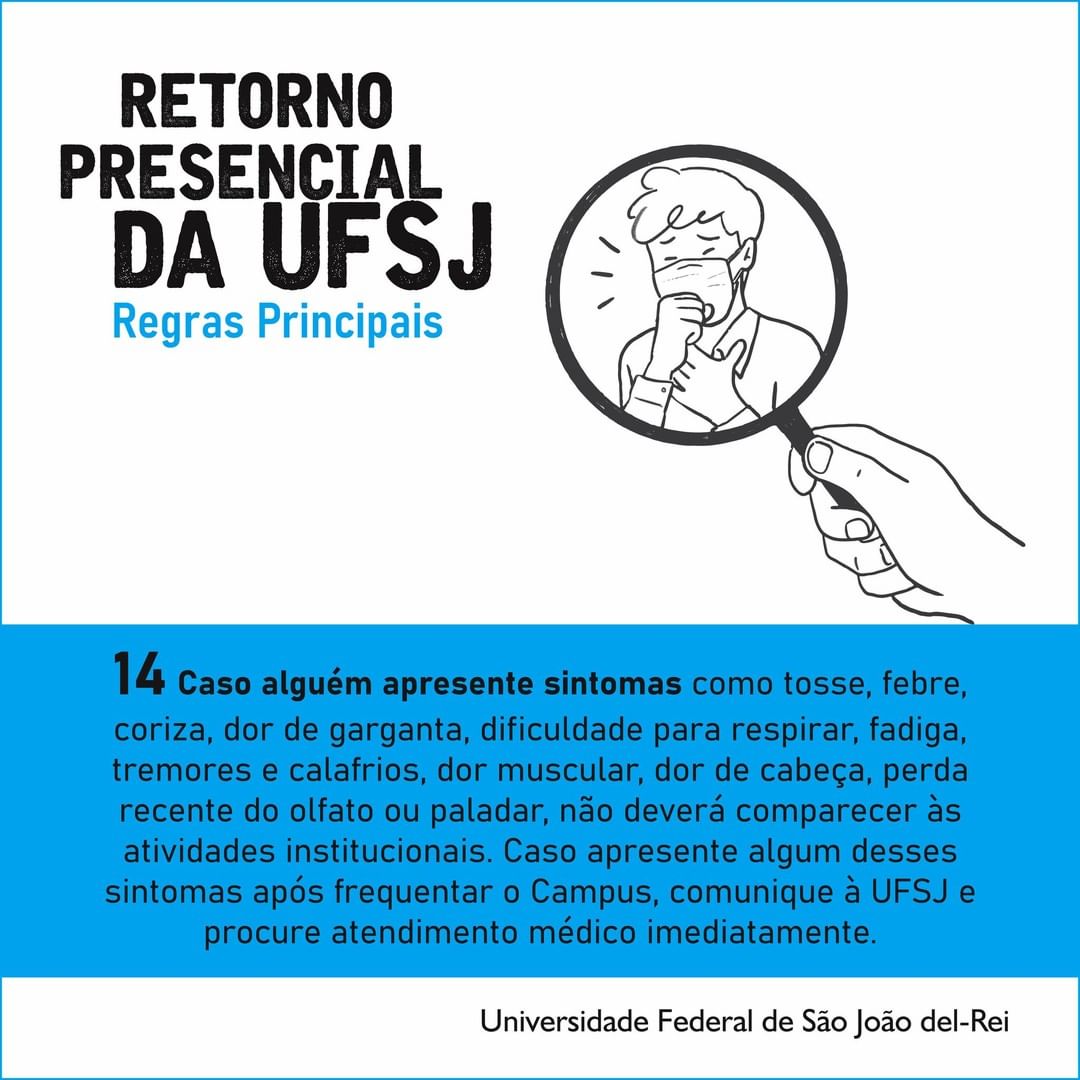 RETORNO
PRESENCIAL
DA UFSJ
Regras Principais
14 Caso alguém apresente sintomas como tosse, febre,
coriza, dor de garganta, dificuldade para respirar, fadiga,
tremores e calafrios, dor muscular, dor de cabeça, perda
recente do olfato ou paladar, não deverá comparecer às
atividades institucionais. Caso apresente algum desses
sintomas após frequentar o Campus, comunique à UFSJ e
procure atendimento médico imediatamente.
Universidade Federal de São João del-Rei